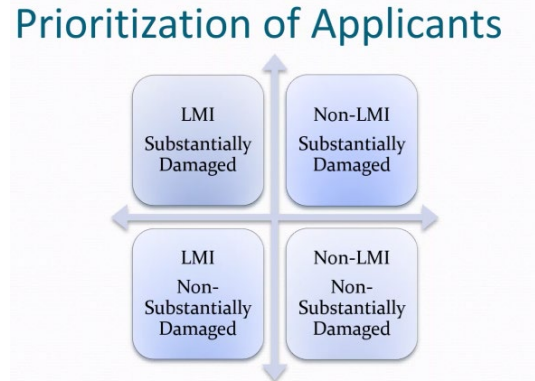 Prioritization of Applicants
LMI
Substantially
Damaged
Non-LMI
Substantially
Damaged
LMI
Non-
Substantially
Damaged
Non-LMI
Non-
Substantially
Damaged